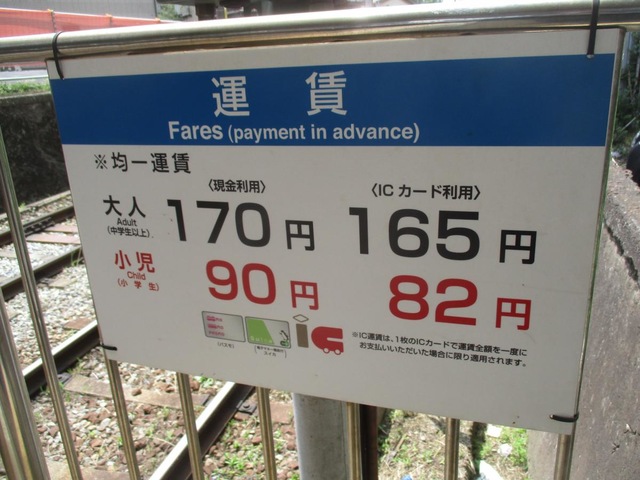 運賃
Fares (payment in advance)
※均一運賃
〈現金利用〉 〈ICカード利用〉
大人 Adult (中学生以上) 170円 165円
小児 Child (小学生) 90円 82円
※IC運賃は、1枚のICカードで運賃全額を一度に
お支払いいただいた場合に限り適用されます。
(パスモ)